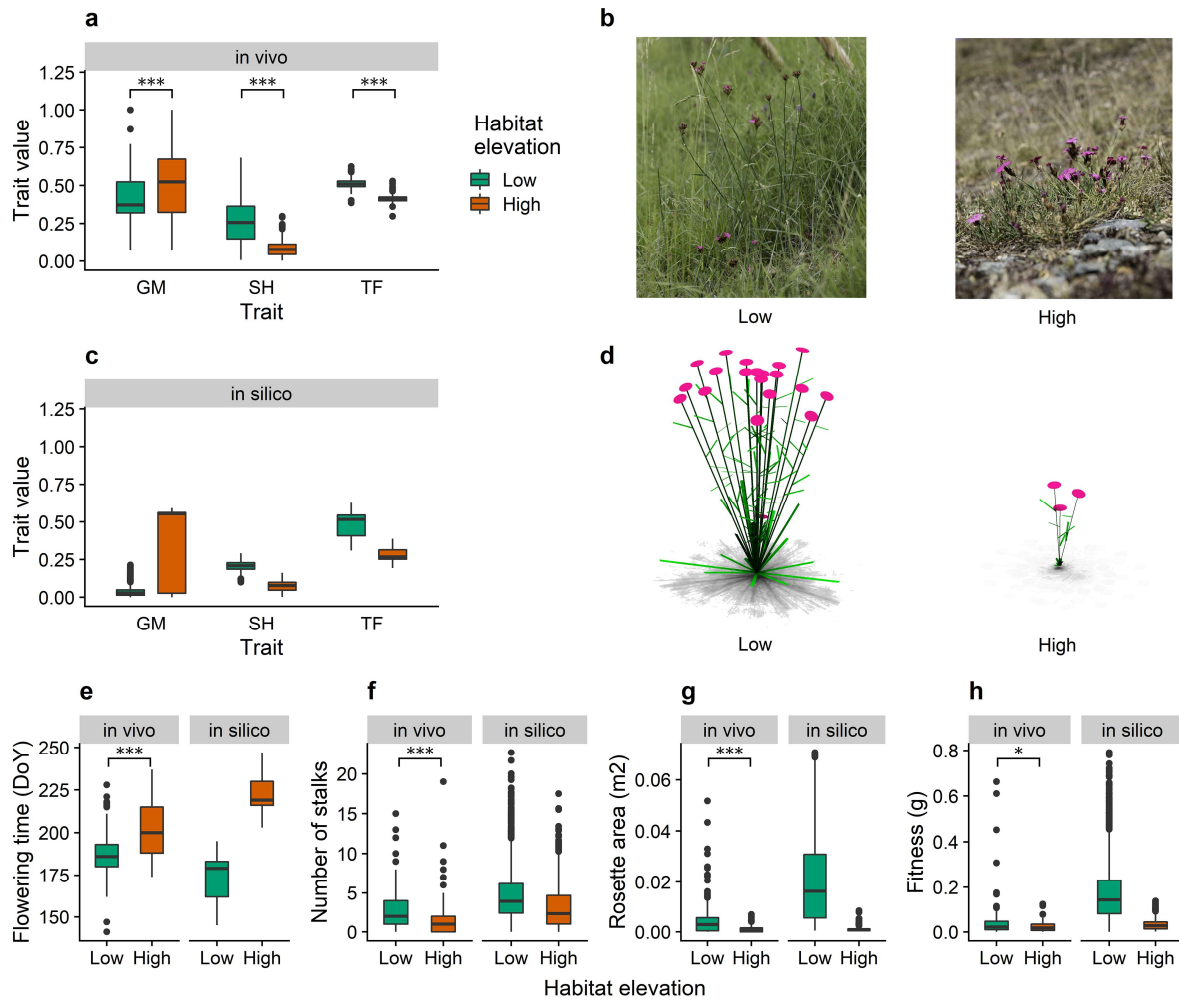 a
in vivo
1.25
1.00
0.75
0.50
0.25
0.00
Trait value
***
***
***
GM
SH
TF
Trait
Habitat
elevation
Low
High
b
Low
High
c
in silico
1.25
1.00
0.75
0.50
0.25
0.00
Trait value
GM
SH
TF
Trait
d
Low
High
e
in vivo
in silico
***
250
225
200
175
150
Flowering time (DoY)
Low High
Low High
f
in vivo
in silico
***
20
15
10
5
0
Number of stalks
Low High
Low High
g
in vivo
in silico
***
0.06
0.04
0.02
0.00
Rosette area (m2)
Low High
Low High
h
in vivo
in silico
*
0.8
0.6
0.4
0.2
0.0
Fitness (g)
Low High
Low High
Habitat elevation